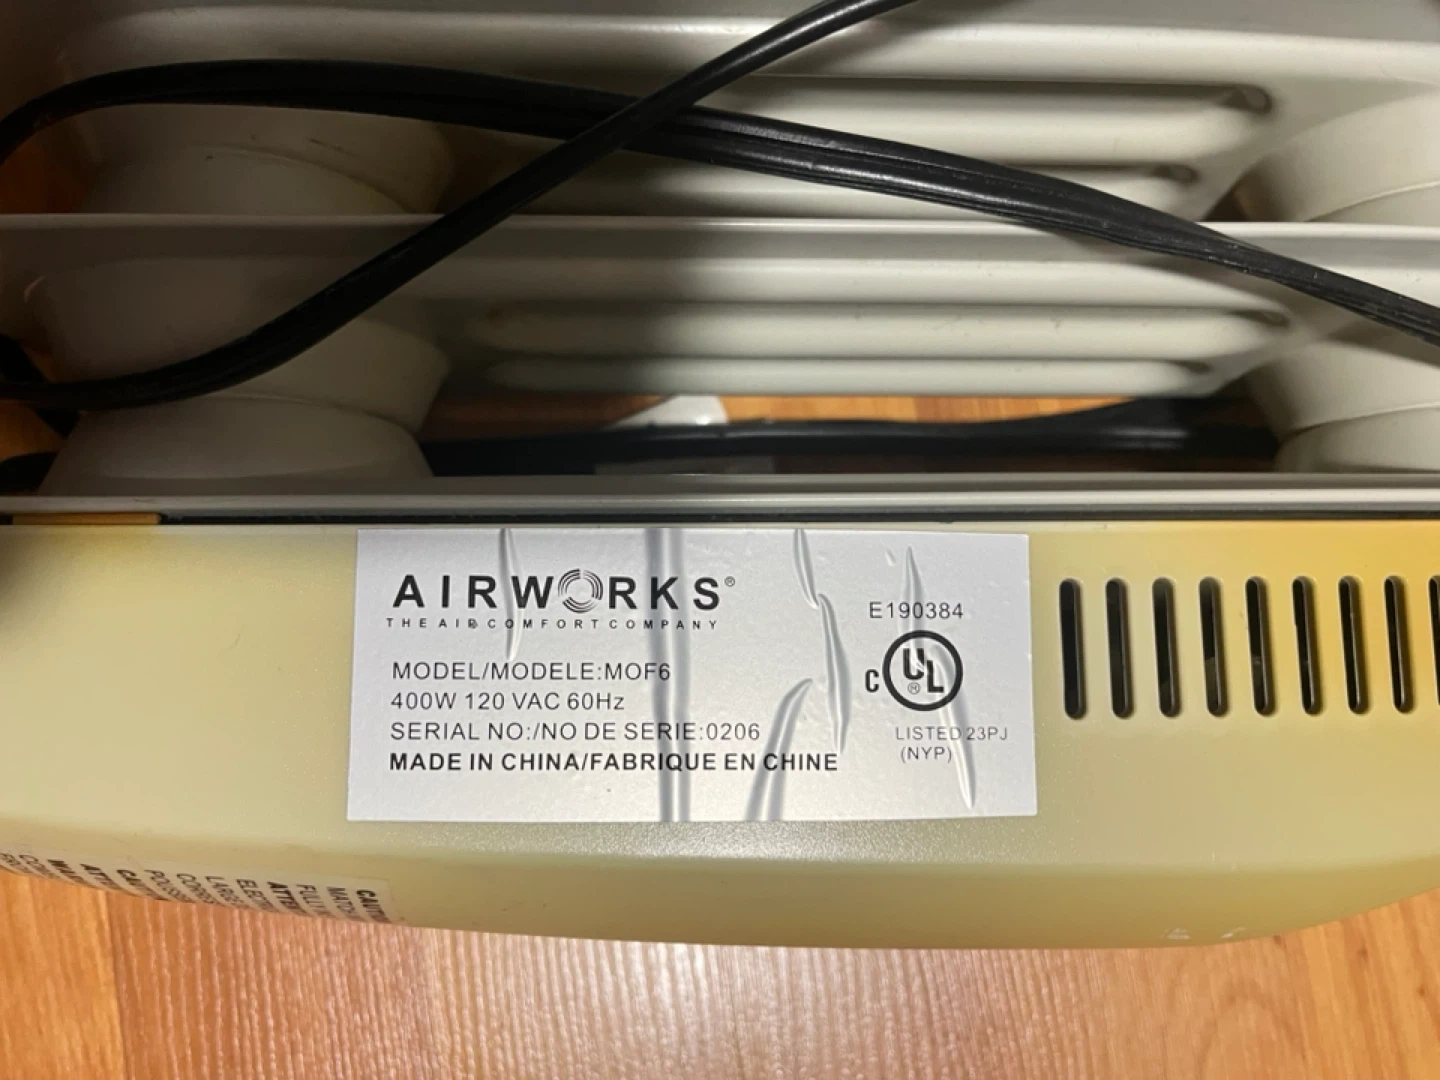 AIRWORKS®
THE AIR COMFORT COMPANY
MODEL/MODELE:MOF6
400W 120 VAC 60Hz
SERIAL NO:/NO DE SERIE:0206
MADE IN CHINA/FABRIQUE EN CHINE
E190384
C UL ®
LISTED 23PJ
(NYP)